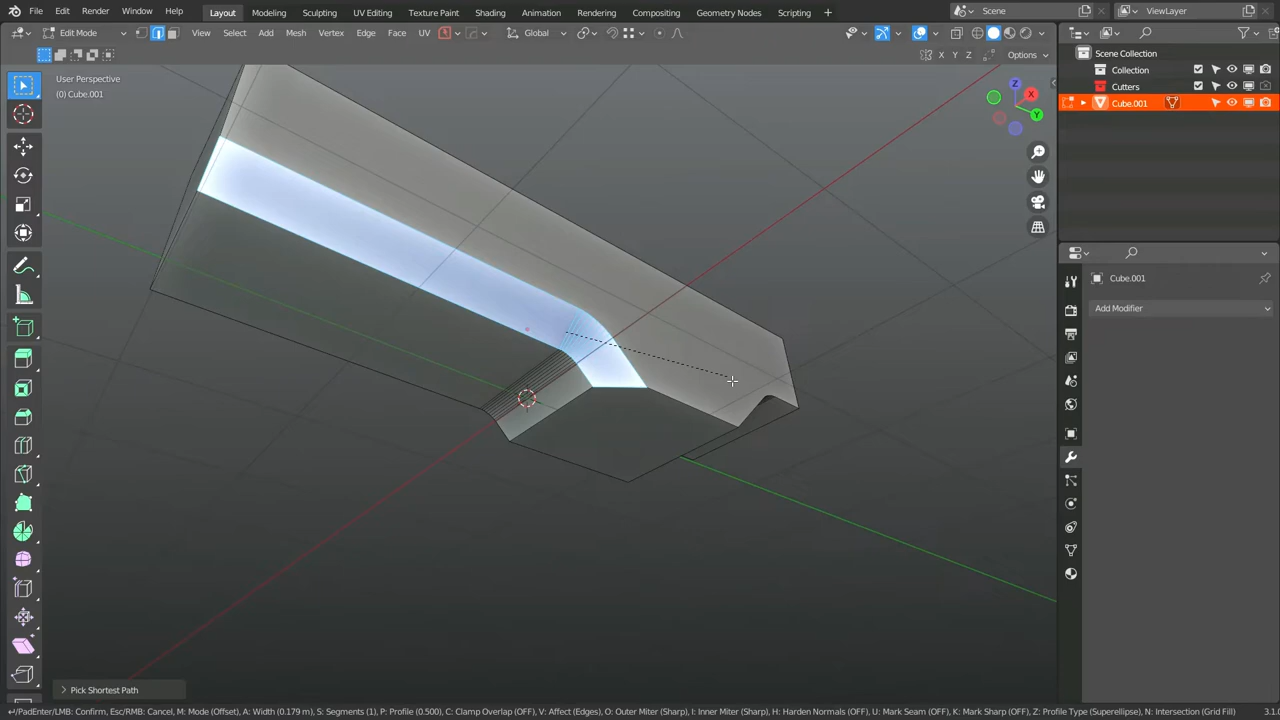 File Edit Render Window Help Layout Modeling Sculpting UV Editing Texture Paint Shading Animation Rendering Compositing Geometry Nodes Scripting + Scene ViewLayer
Edit Mode View Select Add Mesh Vertex Edge Face UV Global
X Y Z Options
Scene Collection
Collection
Cutters
Cube.001
User Perspective
(0) Cube.001
Z
X
Y
Cube.001
Add Modifier
> Pick Shortest Path
↵/PadEnter/LMB: Confirm, Esc/RMB: Cancel, M: Mode (Offset), A: Width (0.179 m), S: Segments (1), P: Profile (0.500), C: Clamp Overlap (OFF), V: Affect (Edges), O: Outer Miter (Sharp), I: Inner Miter (Sharp), H: Harden Normals (OFF), U: Mark Seam (OFF), K: Mark Sharp (OFF), Z: Profile Type (Superellipse), N: Intersection (Grid Fill) 3.1.